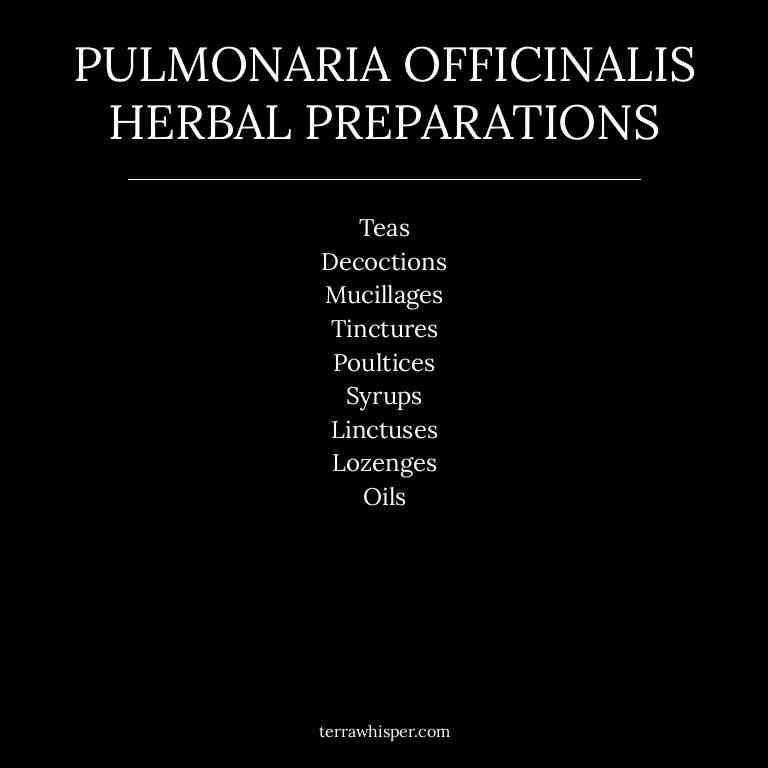 PULMONARIA OFFICINALIS
HERBAL PREPARATIONS
Teas
Decoctions
Mucillages
Tinctures
Poultices
Syrups
Linctuses
Lozenges
Oils
terrawhisper.com